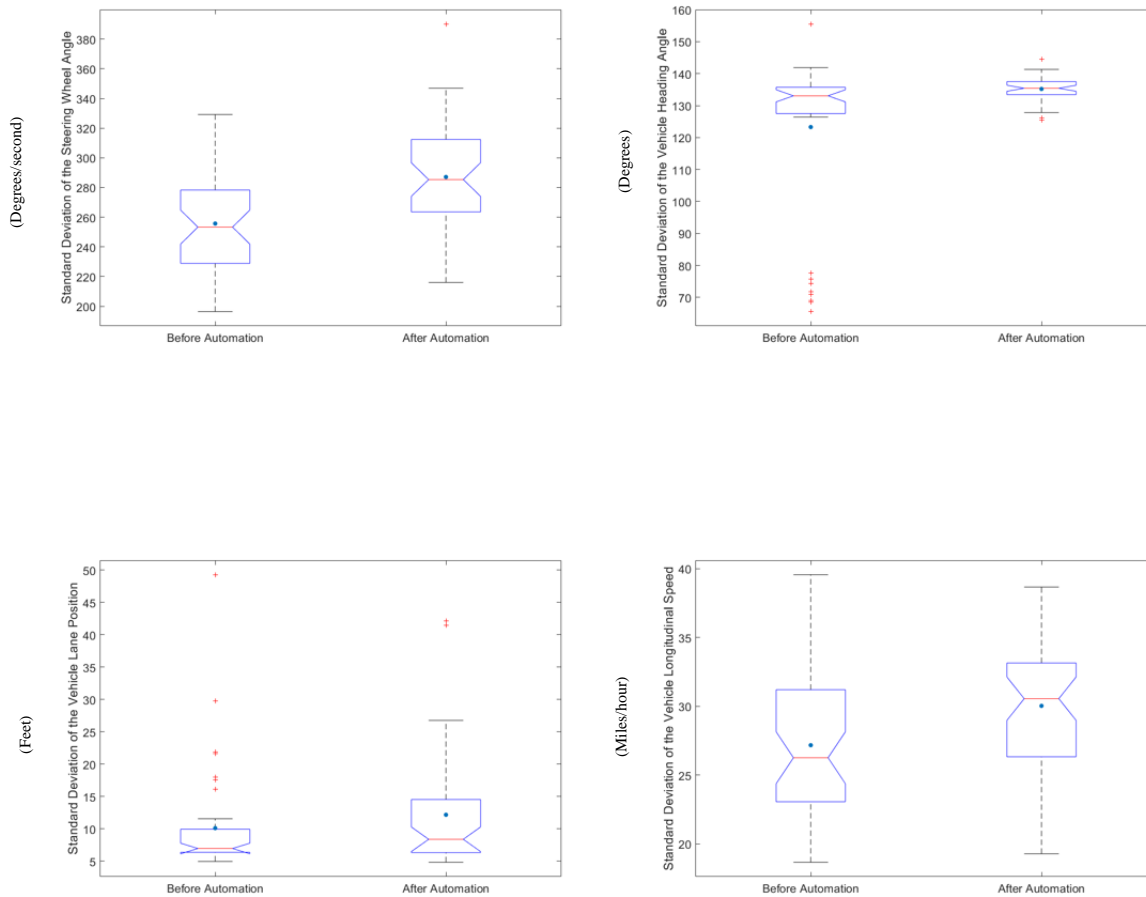 (Degrees/second)
Standard Deviation of the Steering Wheel Angle
380
360
340
320
300
280
260
240
220
200
Before Automation
After Automation
(Degrees)
Standard Deviation of the Vehicle Heading Angle
160
150
140
130
120
110
100
90
80
70
Before Automation
After Automation
(Feet)
Standard Deviation of the Vehicle Lane Position
50
45
40
35
30
25
20
15
10
5
Before Automation
After Automation
(Miles/hour)
Standard Deviation of the Vehicle Longitudinal Speed
40
35
30
25
20
Before Automation
After Automation